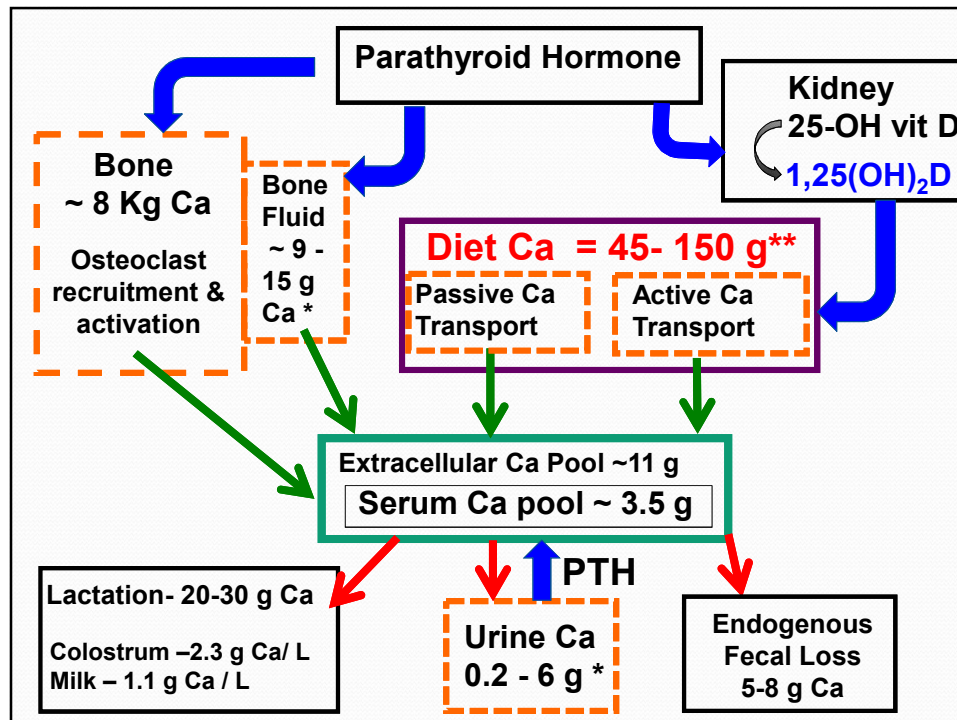 Parathyroid Hormone
Kidney
25-OH vit D
1,25(OH)₂D
Bone
~ 8 Kg Ca
Osteoclast
recruitment &
activation
Bone
Fluid
~ 9 -
15 g
Ca *
Diet Ca = 45- 150 g**
Passive Ca
Transport
Active Ca
Transport
Extracellular Ca Pool ~11 g
Serum Ca pool ~ 3.5 g
PTH
Lactation- 20-30 g Ca
Colostrum –2.3 g Ca/ L
Milk – 1.1 g Ca / L
Urine Ca
0.2 - 6 g *
Endogenous
Fecal Loss
5-8 g Ca